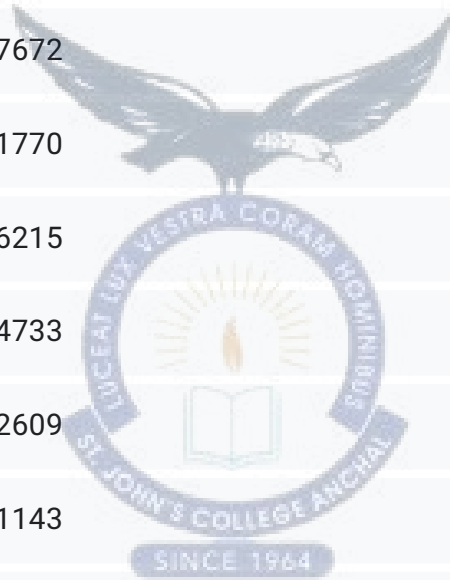 7672
1770
6215
4733
2609
1143
LUCEAT LUX VESTRA CORAM HOMINIBUS
ST. JOHN'S COLLEGE ANCHAL
SINCE 1964